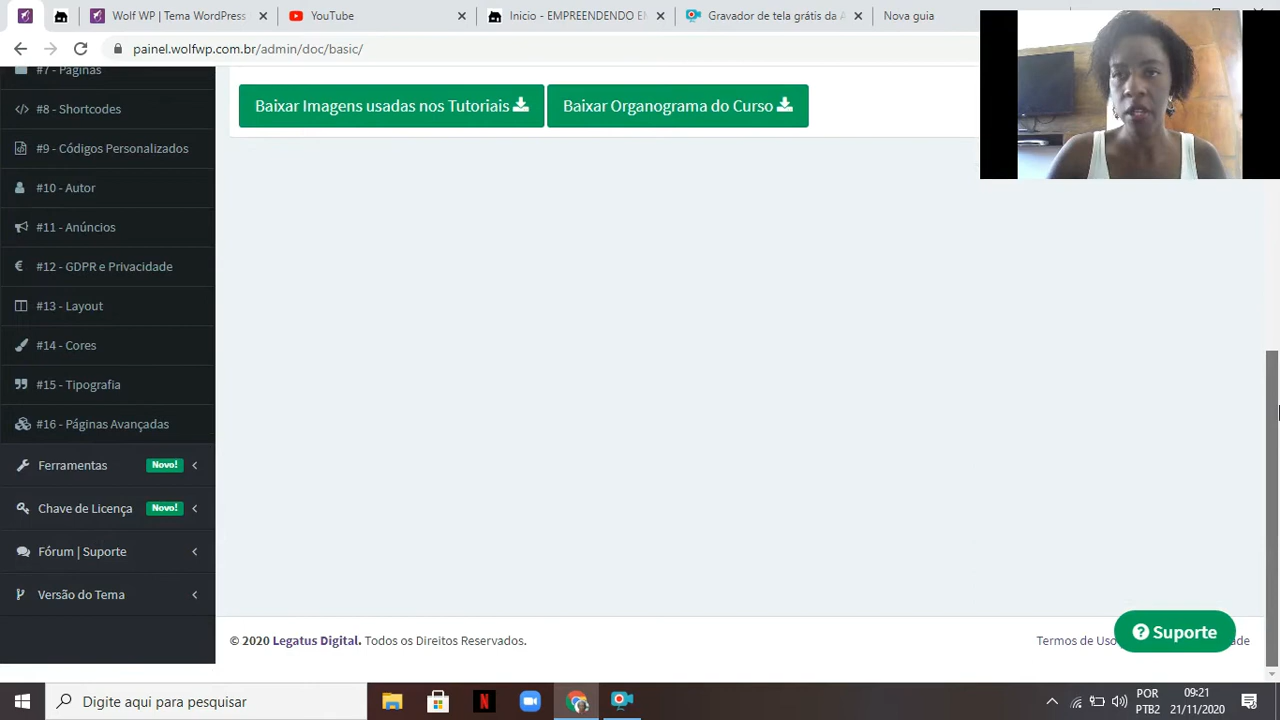 Wolf WP | Tema WordPress
YouTube
Início - EMPREENDENDO E
Gravador de tela grátis da A
Nova guia
painel.wolfwp.com.br/admin/doc/basic/
#7 - Páginas
#8 - Shortcodes
#9 - Códigos Personalizados
#10 - Autor
#11 - Anúncios
#12 - GDPR e Privacidade
#13 - Layout
#14 - Cores
#15 - Tipografia
#16 - Páginas Avançadas
Ferramentas Novo!
Chave de Licença Novo!
Fórum | Suporte
Versão do Tema
Baixar Imagens usadas nos Tutoriais
Baixar Organograma do Curso
© 2020 Legatus Digital. Todos os Direitos Reservados.
Termos de Uso
Suporte
Digite aqui para pesquisar
POR
PTB2
09:21
21/11/2020